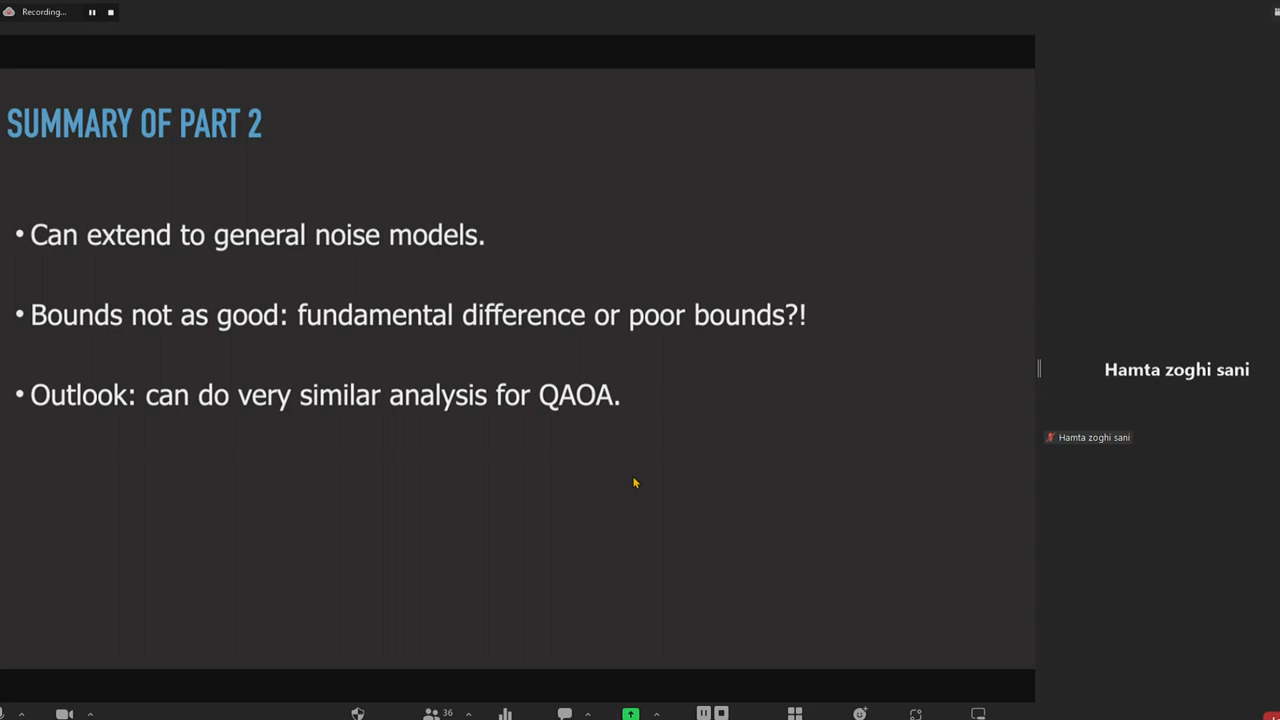 Recording...
SUMMARY OF PART 2
• Can extend to general noise models.
• Bounds not as good: fundamental difference or poor bounds?!
• Outlook: can do very similar analysis for QAOA.
Hamta zoghi sani
Hamta zoghi sani
36